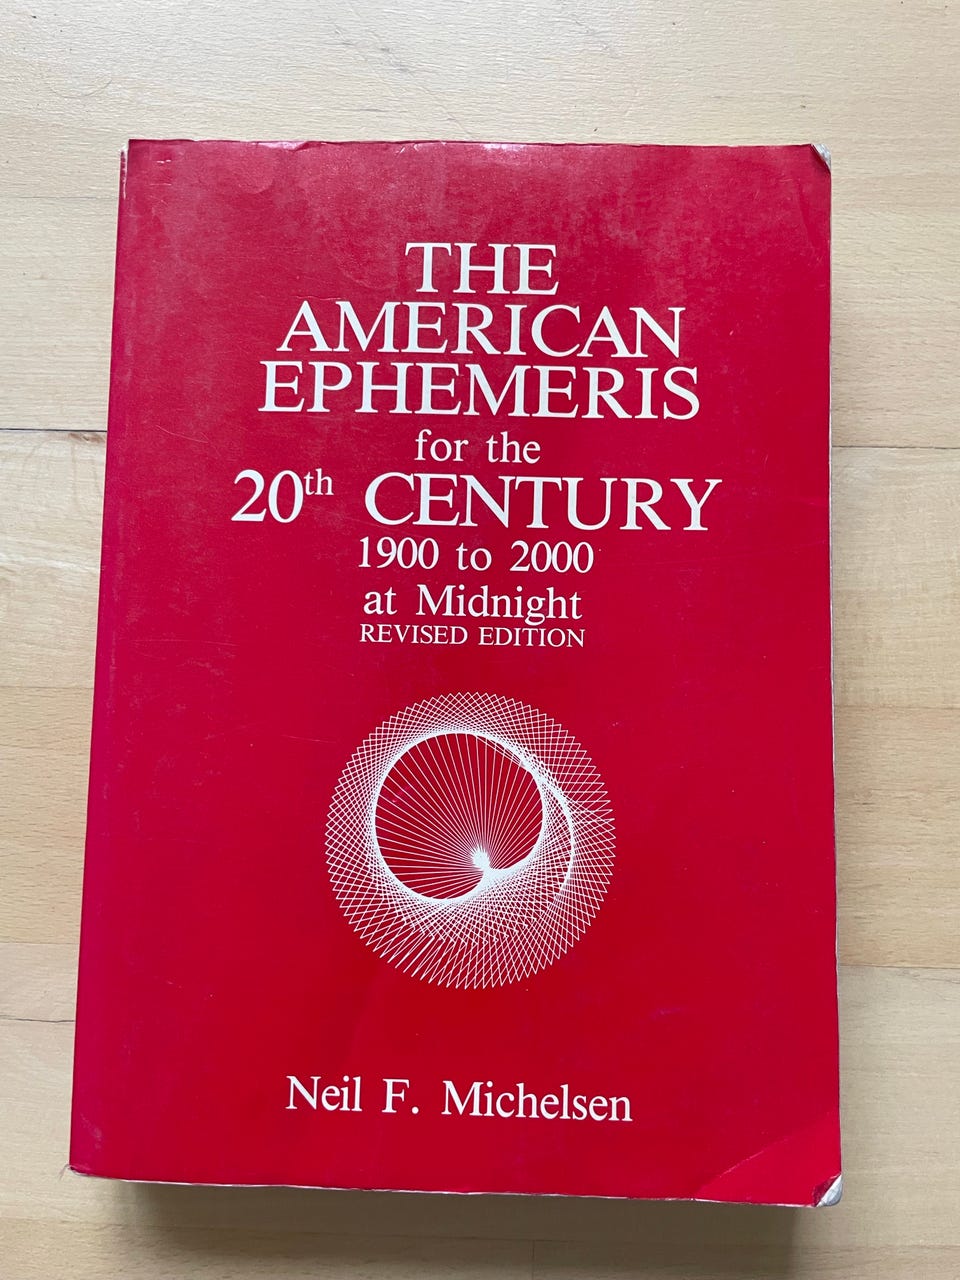 THE
AMERICAN
EPHEMERIS
for the
20th CENTURY
1900 to 2000
at Midnight
REVISED EDITION
Neil F. Michelsen